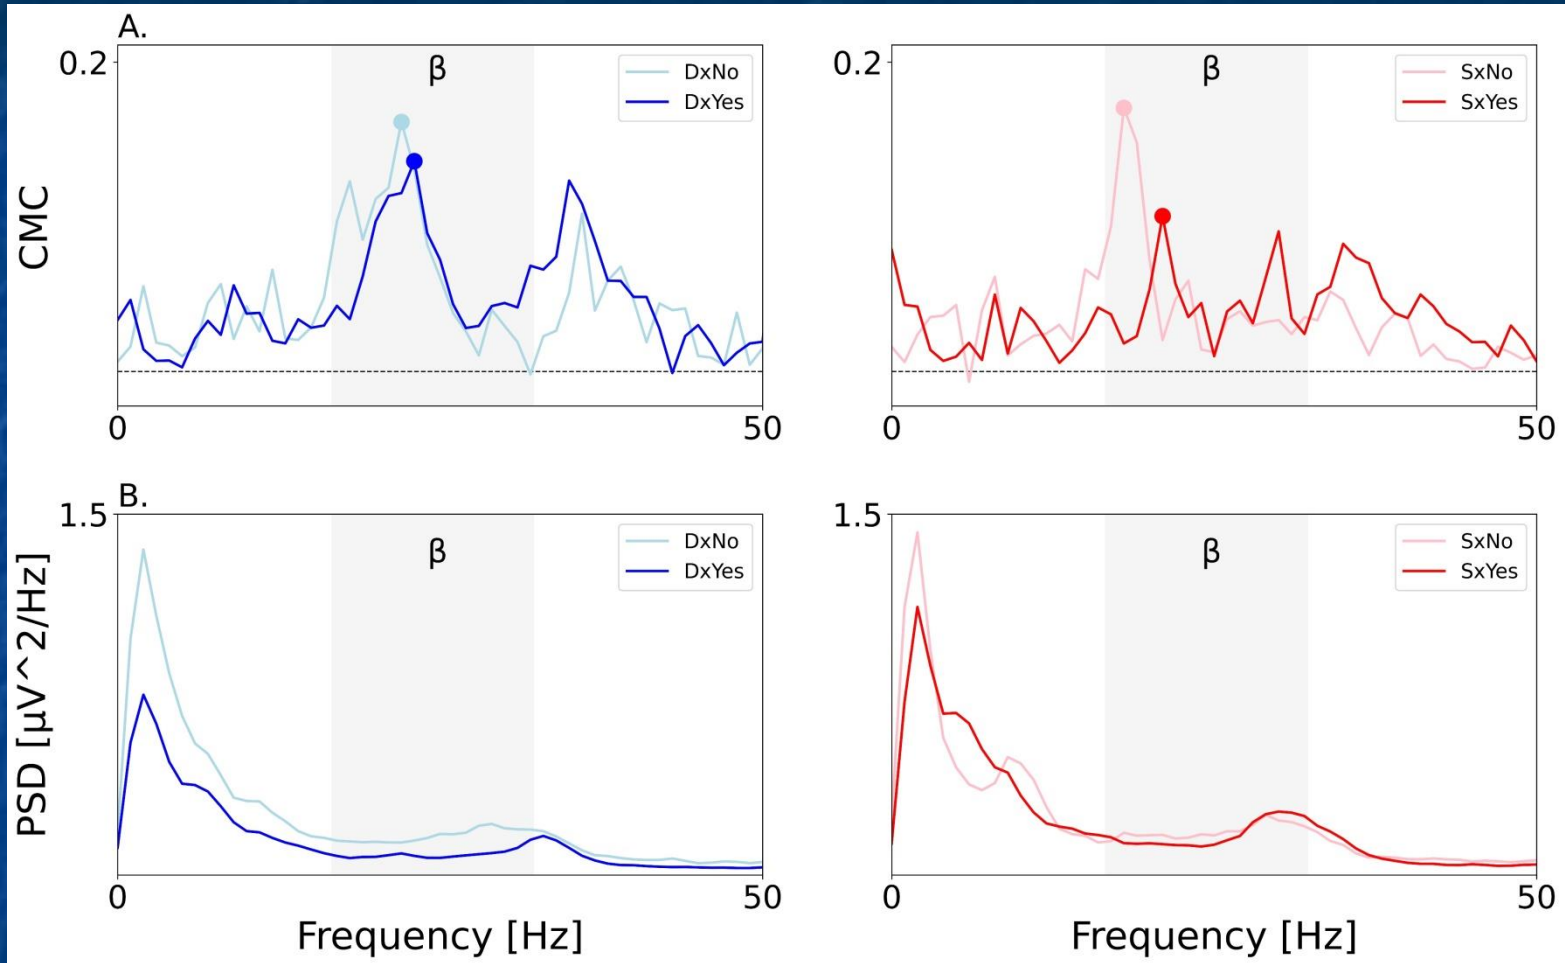 A.
0.2
β
DxNo
DxYes
CMC
0
50
0.2
β
SxNo
SxYes
0
50
B.
1.5
β
DxNo
DxYes
PSD [µV^2/Hz]
0
50
Frequency [Hz]
1.5
β
SxNo
SxYes
0
50
Frequency [Hz]